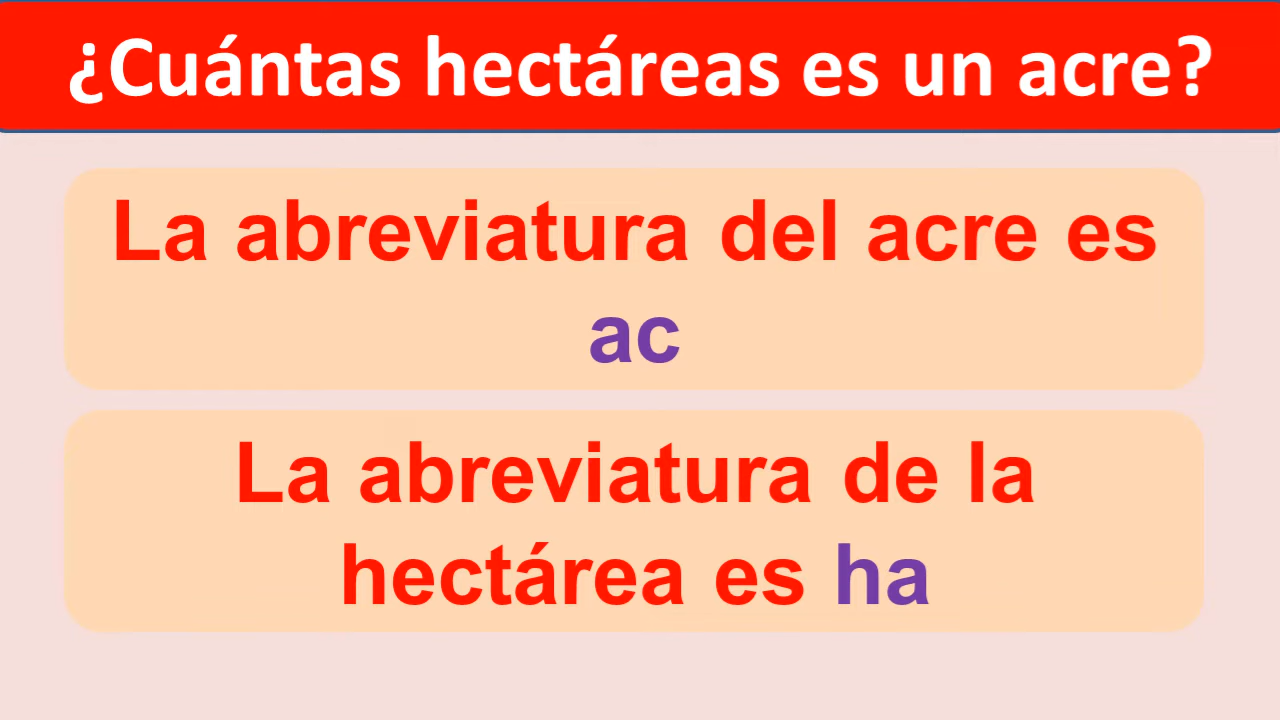 ¿Cuántas hectáreas es un acre?
La abreviatura del acre es
ac
La abreviatura de la
hectárea es ha